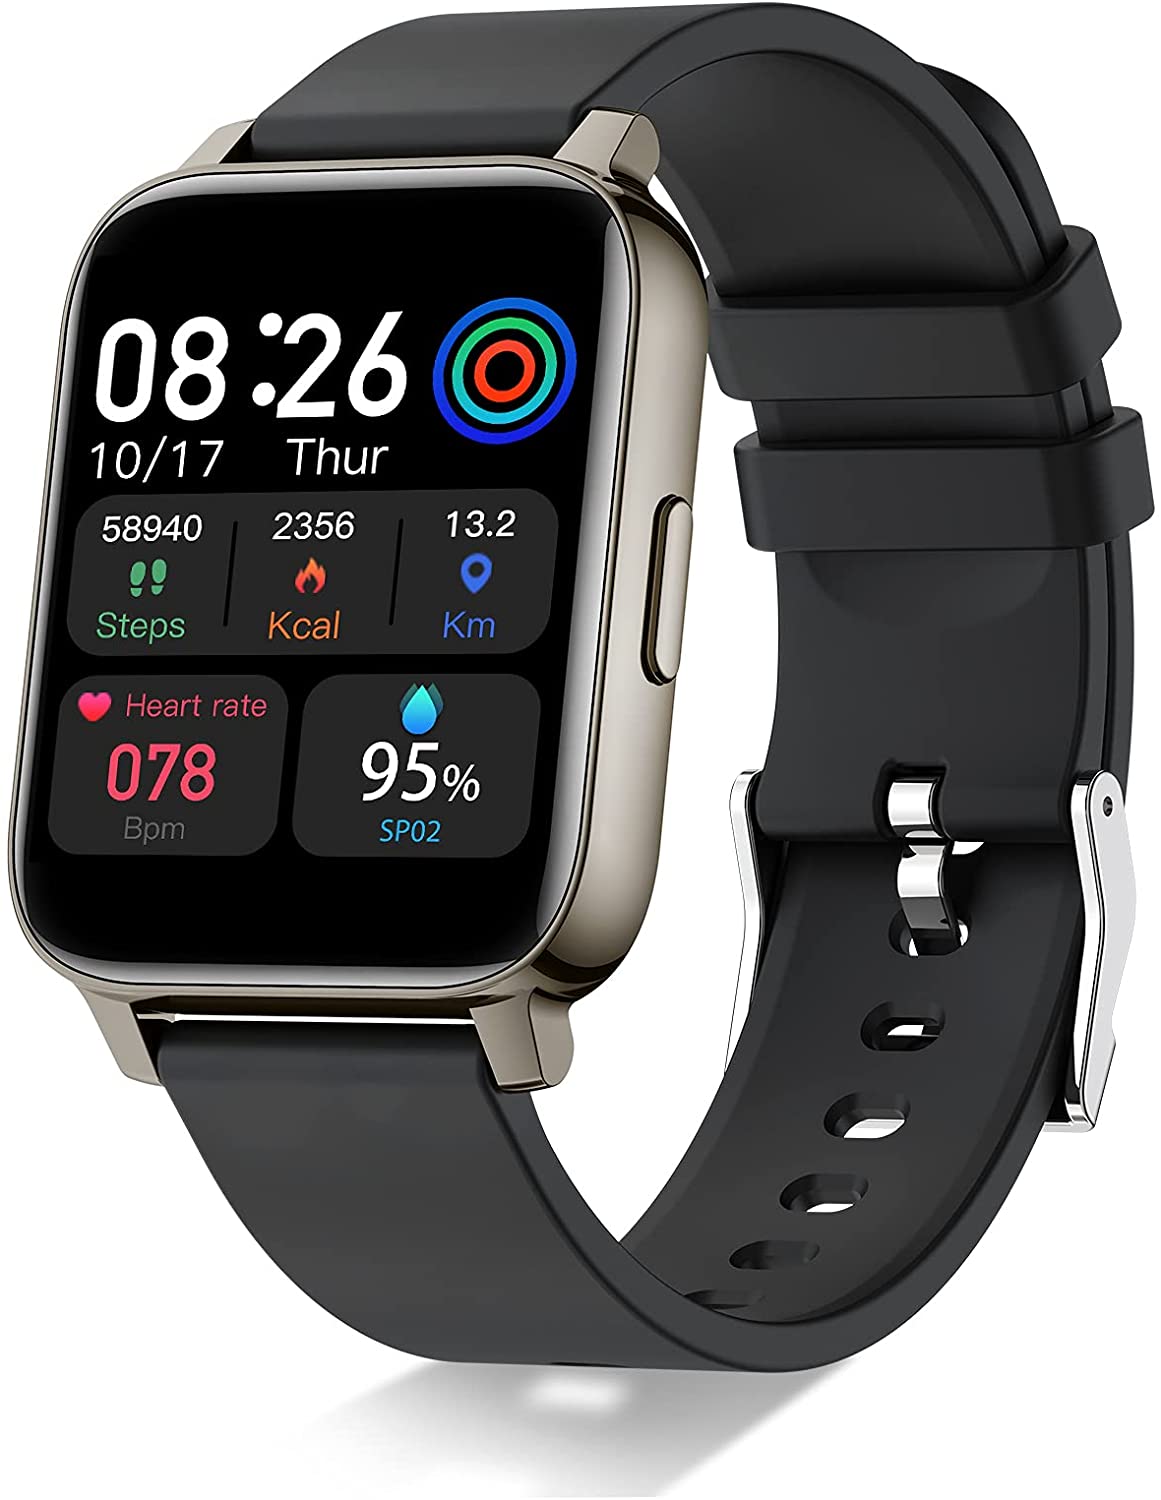 08:26
10/17 Thur
58940 2356 13.2
Steps Kcal Km
Heart rate
078
Bpm
95%
SP02